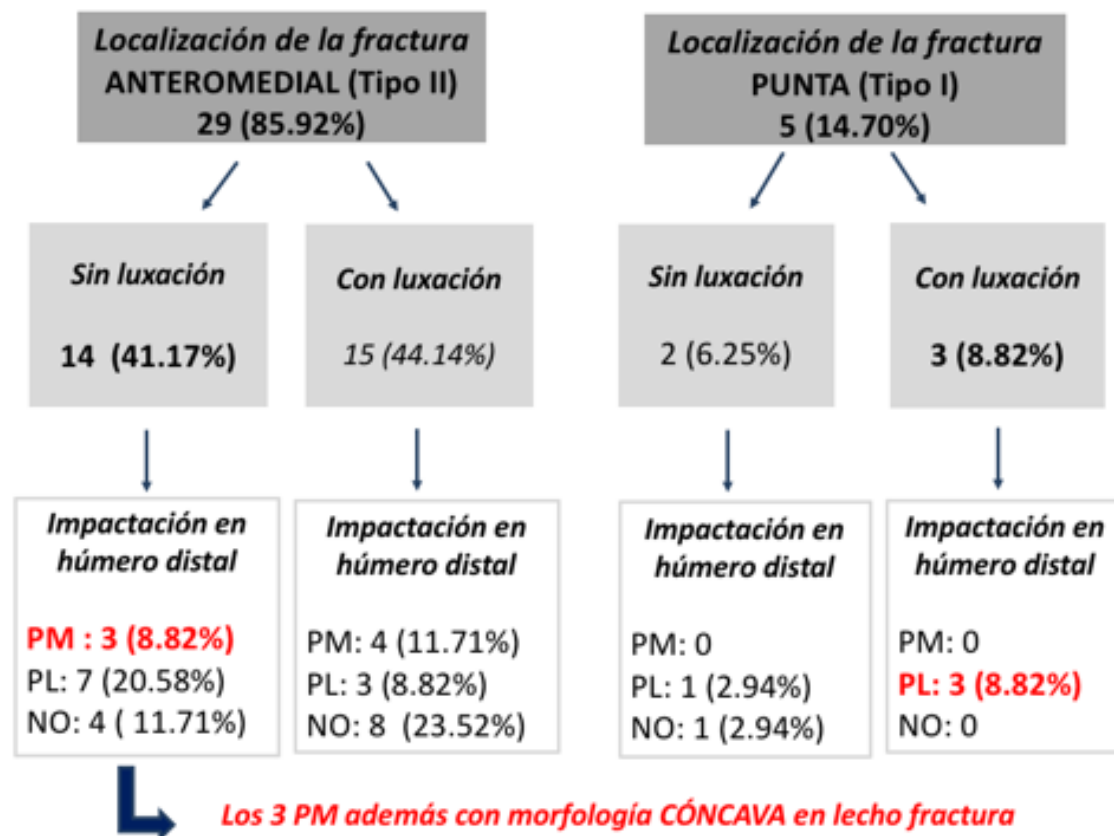 Localización de la fractura
ANTEROMEDIAL (Tipo II)
29 (85.92%)
Localización de la fractura
PUNTA (Tipo I)
5 (14.70%)
Sin luxación
14 (41.17%)
Con luxación
15 (44.14%)
Sin luxación
2 (6.25%)
Con luxación
3 (8.82%)
Impactación en
húmero distal
PM : 3 (8.82%)
PL: 7 (20.58%)
NO: 4 ( 11.71%)
Impactación en
húmero distal
PM: 4 (11.71%)
PL: 3 (8.82%)
NO: 8 (23.52%)
Impactación en
húmero distal
PM: 0
PL: 1 (2.94%)
NO: 1 (2.94%)
Impactación en
húmero distal
PM: 0
PL: 3 (8.82%)
NO: 0
Los 3 PM además con morfología CÓNCAVA en lecho fractura